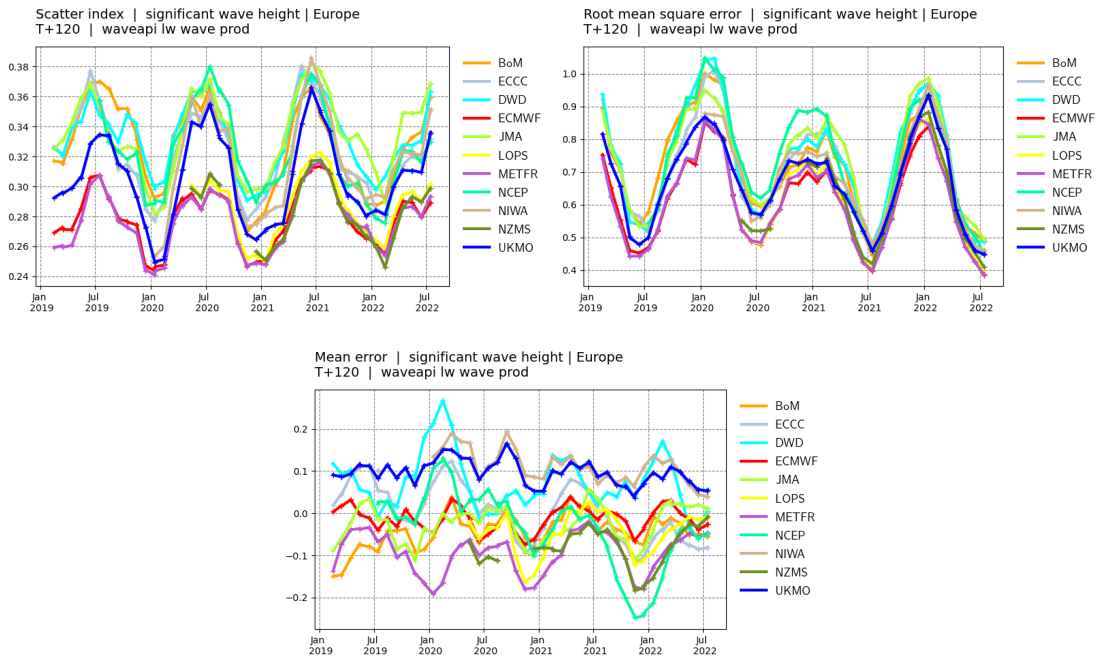 Scatter index | significant wave height | Europe
T+120 | waveapi lw wave prod
0.38
0.36
0.34
0.32
0.30
0.28
0.26
0.24
Jan Jul Jan Jul Jan Jul Jan Jul
2019 2019 2020 2020 2021 2021 2022 2022
BoM
ECCC
DWD
ECMWF
JMA
LOPS
METFR
NCEP
NIWA
NZMS
UKMO
Root mean square error | significant wave height | Europe
T+120 | waveapi lw wave prod
1.0
0.9
0.8
0.7
0.6
0.5
0.4
Jan Jul Jan Jul Jan Jul Jan Jul
2019 2019 2020 2020 2021 2021 2022 2022
BoM
ECCC
DWD
ECMWF
JMA
LOPS
METFR
NCEP
NIWA
NZMS
UKMO
Mean error | significant wave height | Europe
T+120 | waveapi lw wave prod
0.2
0.1
0.0
−0.1
−0.2
Jan Jul Jan Jul Jan Jul Jan Jul
2019 2019 2020 2020 2021 2021 2022 2022
BoM
ECCC
DWD
ECMWF
JMA
LOPS
METFR
NCEP
NIWA
NZMS
UKMO